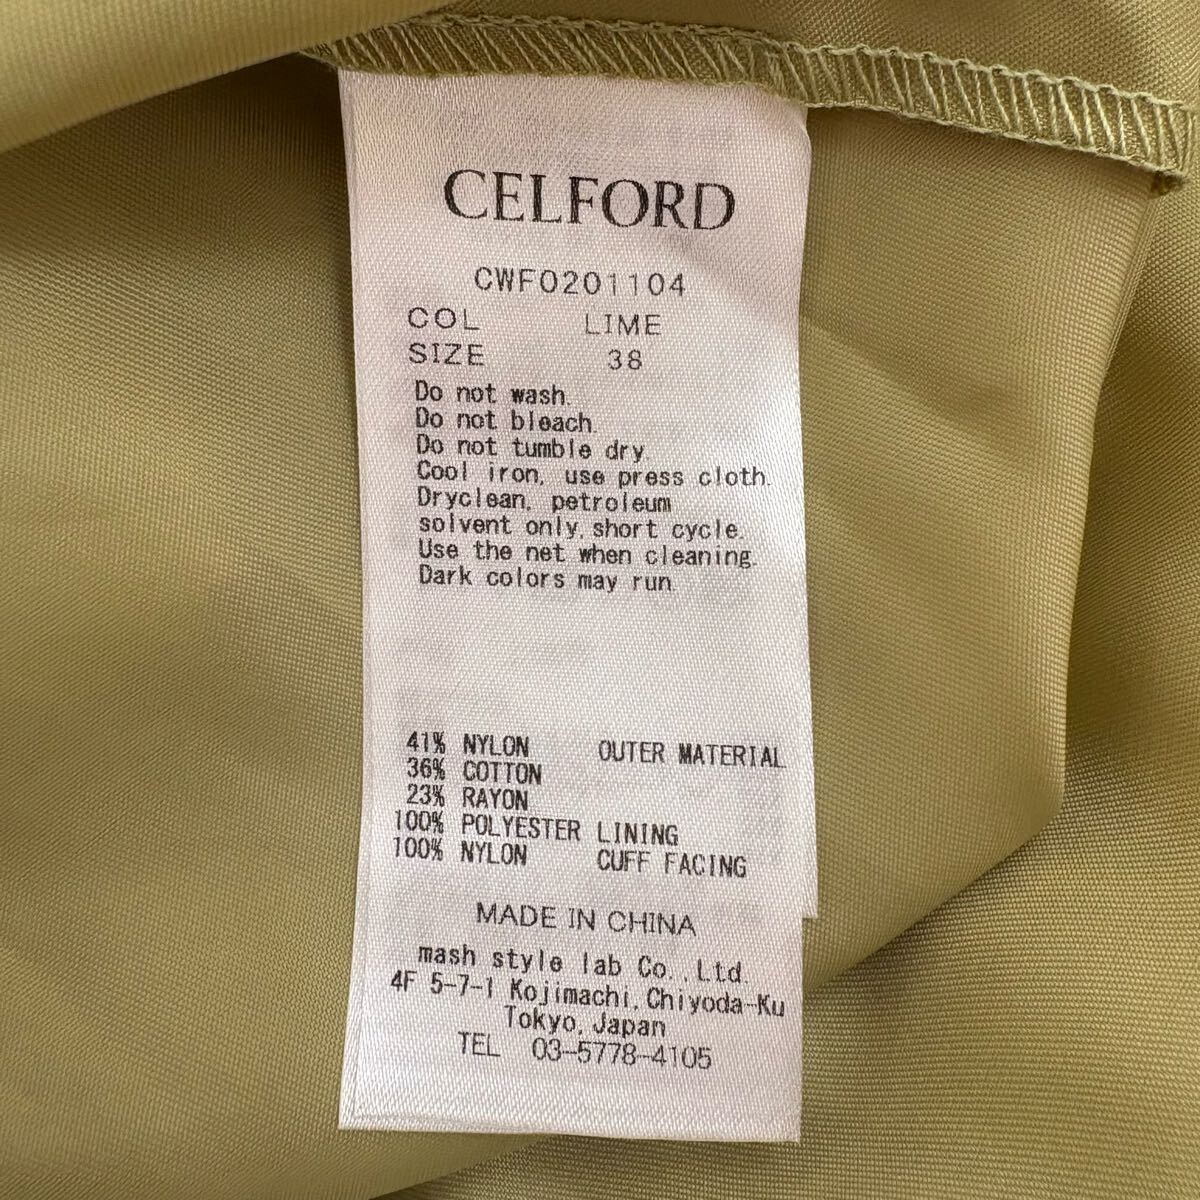 CELFORD
CWF0201104
COL LIME
SIZE 38
Do not wash.
Do not bleach.
Do not tumble dry.
Cool iron, use press cloth.
Dryclean, petroleum
solvent only, short cycle.
Use the net when cleaning.
Dark colors may run.
41% NYLON OUTER MATERIAL
36% COTTON
23% RAYON
100% POLYESTER LINING
100% NYLON CUFF FACING
MADE IN CHINA
mash style lab Co.,Ltd.
4F 5-7-1 Kojimachi, Chiyoda-Ku
Tokyo, Japan
TEL 03-5778-4105